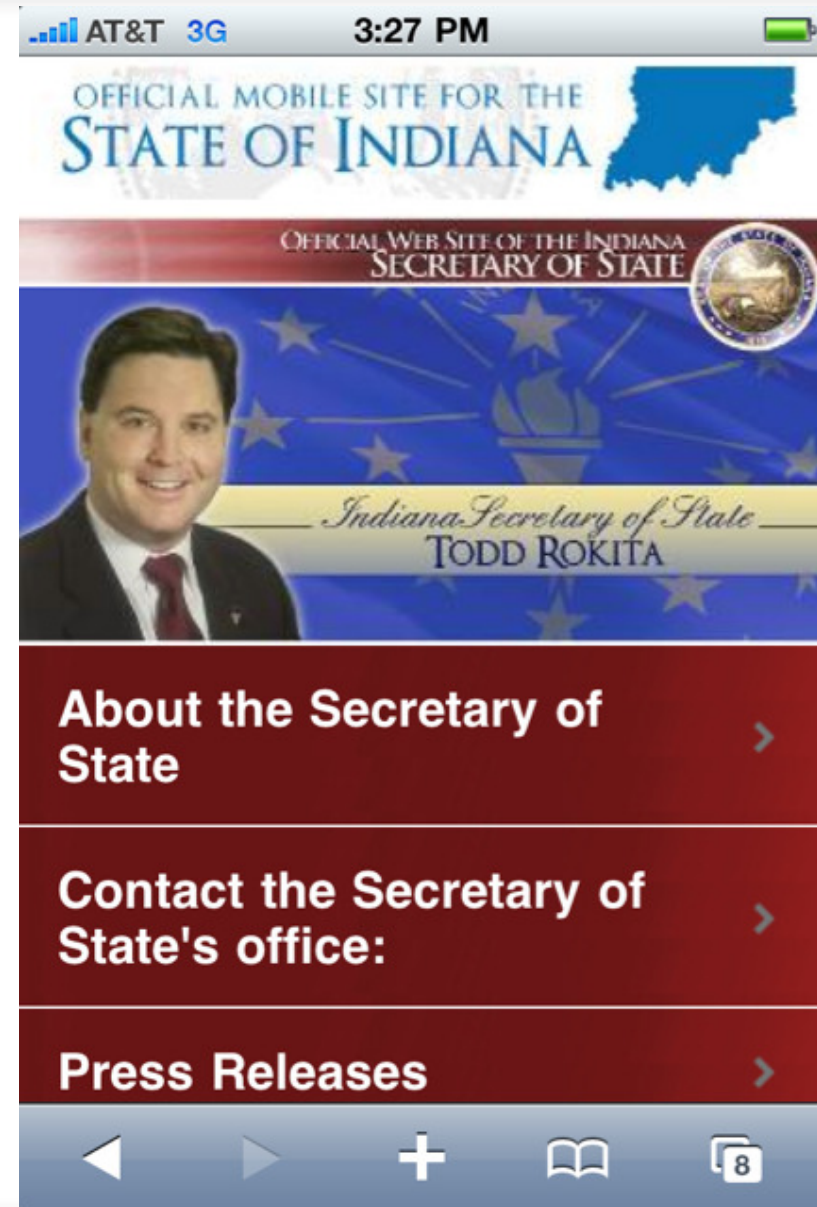 AT&T 3G 3:27 PM
OFFICIAL MOBILE SITE FOR THE
STATE OF INDIANA
OFFICIAL WEB SITE OF THE INDIANA
SECRETARY OF STATE
Indiana Secretary of State
TODD ROKITA
About the Secretary of
State
Contact the Secretary of
State's office:
Press Releases
8